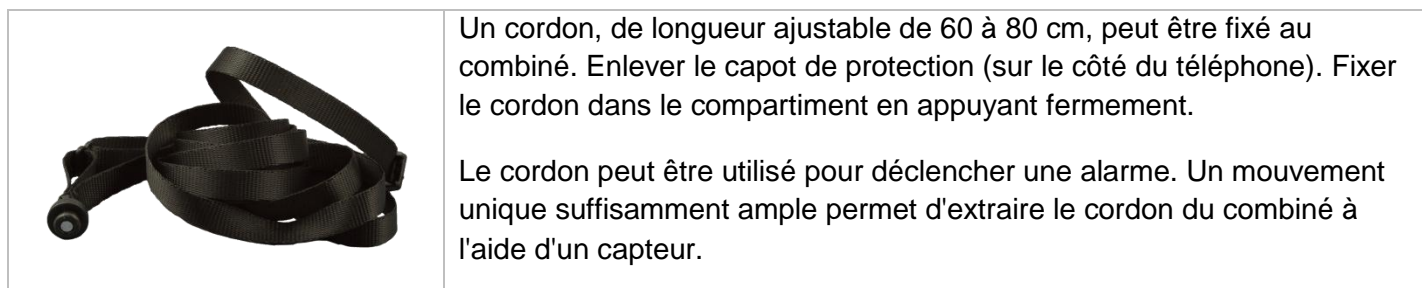 Un cordon, de longueur ajustable de 60 à 80 cm, peut être fixé au
combiné. Enlever le capot de protection (sur le côté du téléphone). Fixer
le cordon dans le compartiment en appuyant fermement.
Le cordon peut être utilisé pour déclencher une alarme. Un mouvement
unique suffisamment ample permet d'extraire le cordon du combiné à
l'aide d'un capteur.